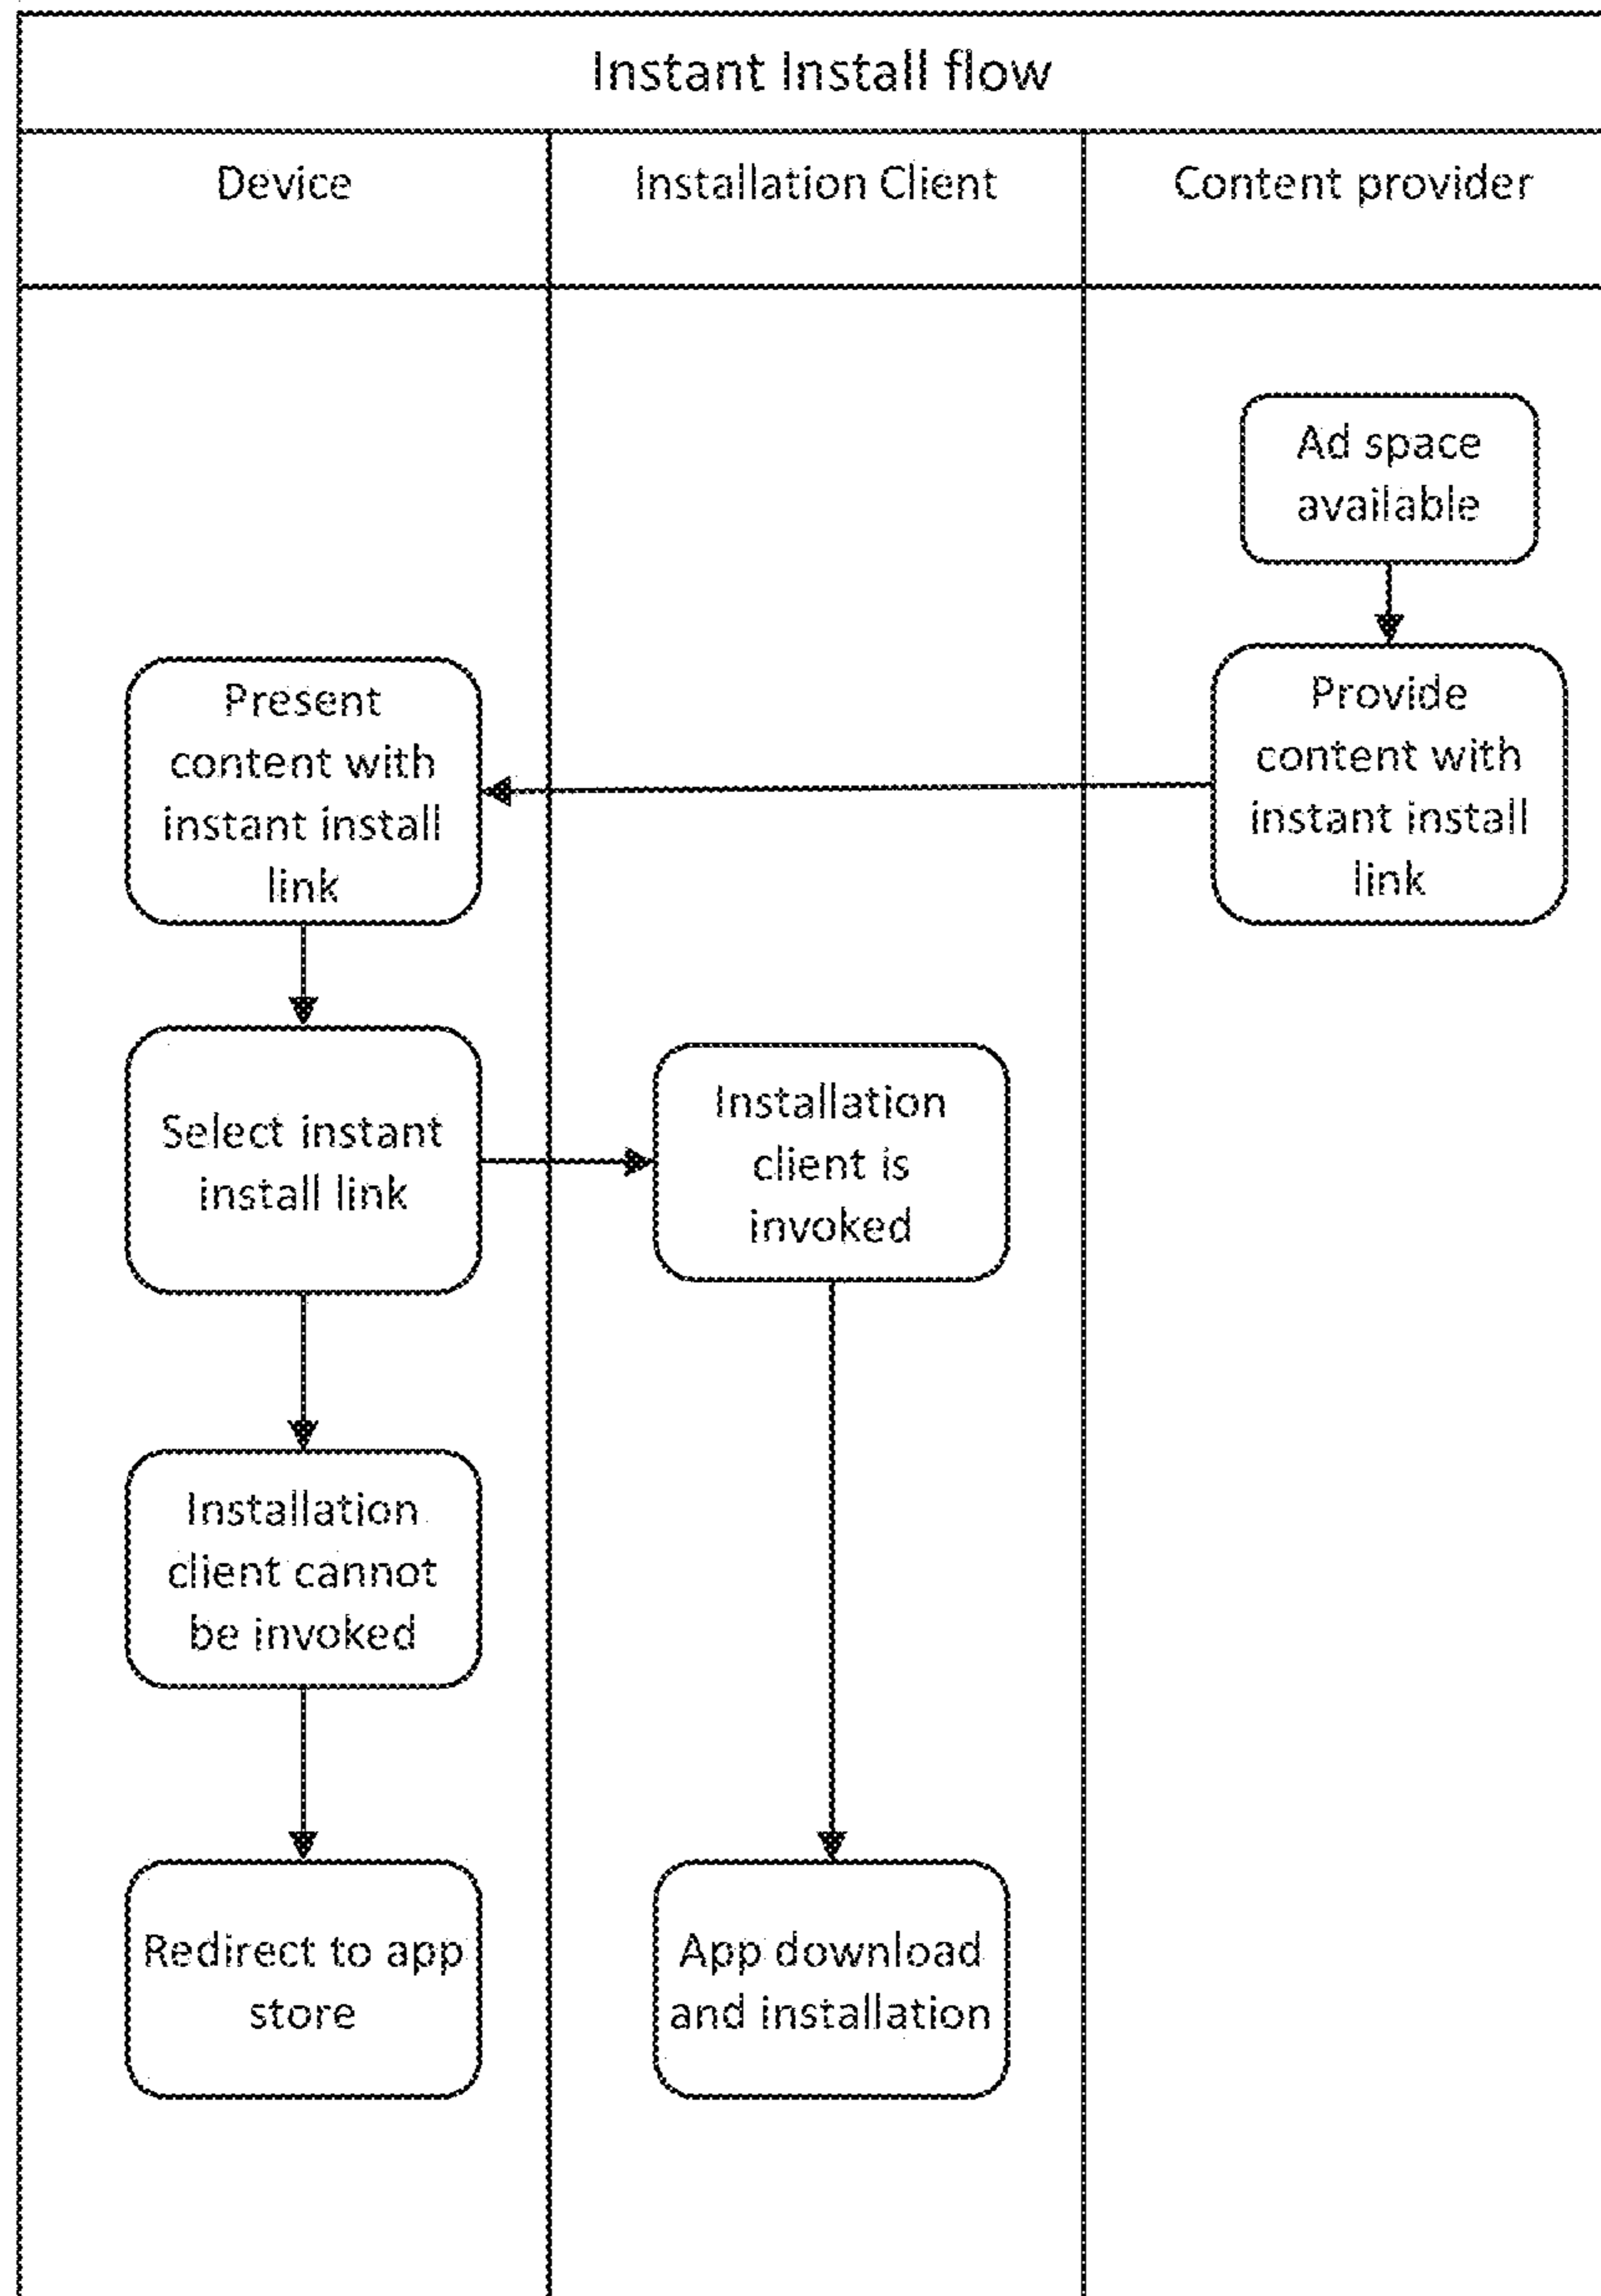 Instant Install flow
Device
Installation Client
Content provider
Ad space
available
Provide
content with
instant install
link
Present
content with
instant install
link
Select instant
install link
Installation
client is
invoked
Installation
client cannot
be invoked
Redirect to app
store
App download
and installation